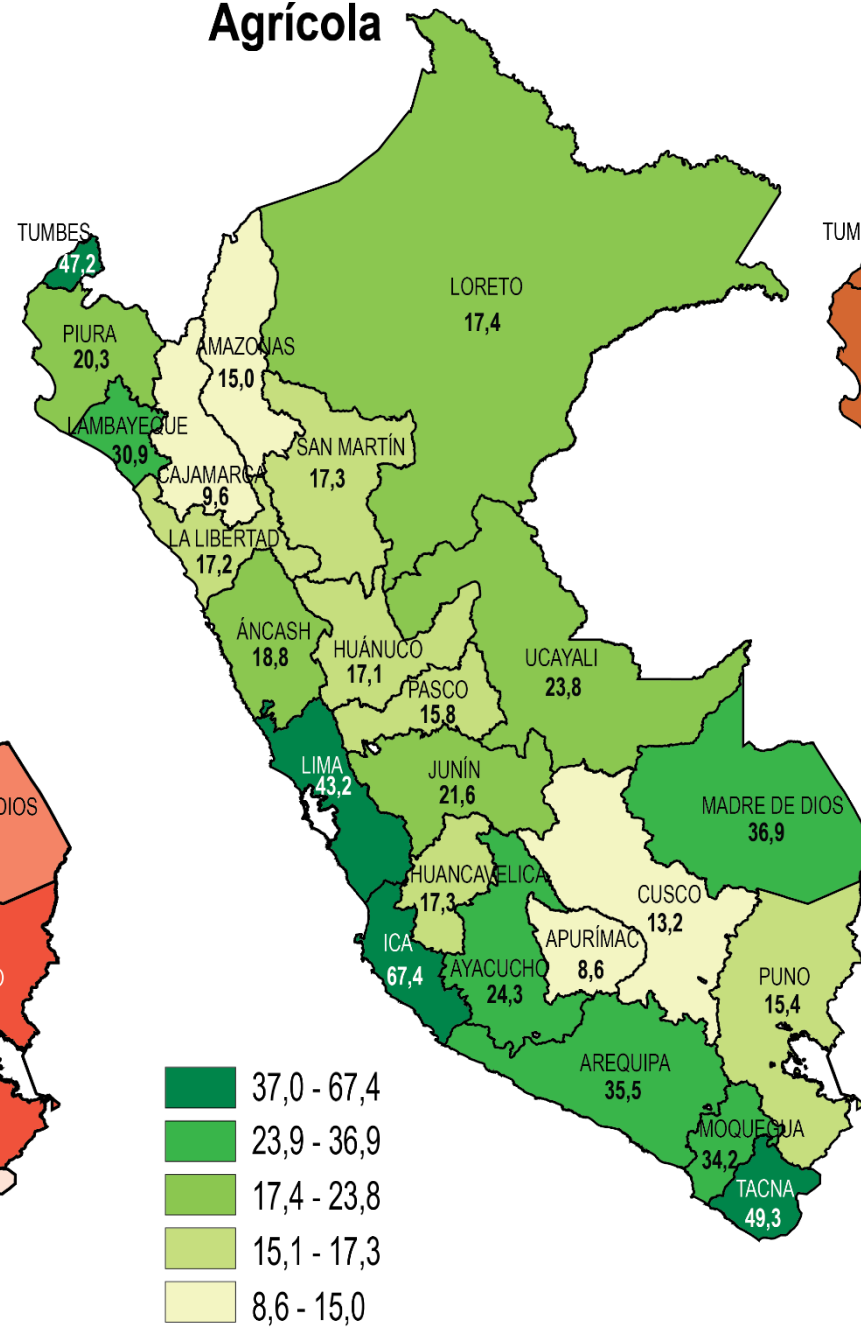 Agrícola
TUMBES
47,2
TUM
LORETO
17,4
PIURA
20,3
AMAZONAS
15,0
LAMBAYEQUE
30,9
SAN MARTÍN
17,3
CAJAMARCA
9,6
LA LIBERTAD
17,2
ÁNCASH
18,8
HUÁNUCO
17,1
UCAYALI
23,8
PASCO
15,8
LIMA
43,2
JUNÍN
21,6
DIOS
MADRE DE DIOS
36,9
HUANCAVELICA
17,3
CUSCO
13,2
APURÍMAC
8,6
ICA
67,4
AYACUCHO
24,3
O
PUNO
15,4
AREQUIPA
35,5
MOQUEGUA
34,2
TACNA
49,3
37,0 - 67,4
23,9 - 36,9
17,4 - 23,8
15,1 - 17,3
8,6 - 15,0